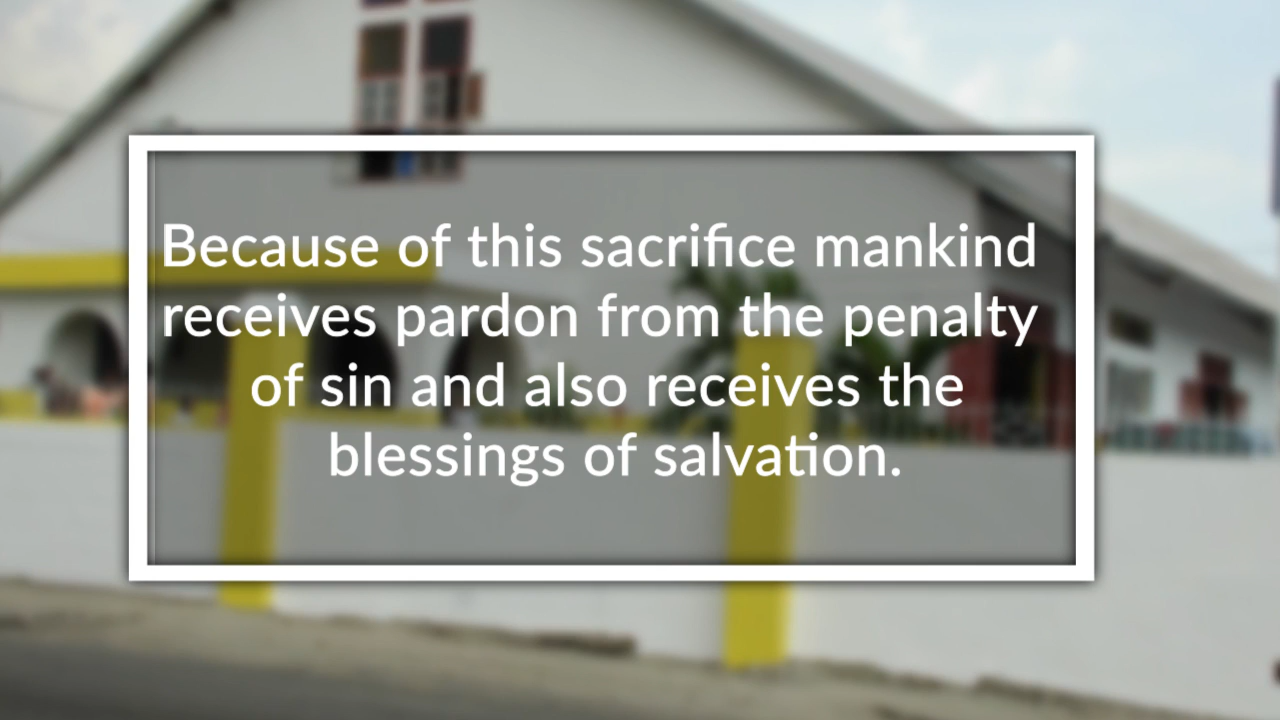 Because of this sacrifice mankind
receives pardon from the penalty
of sin and also receives the
blessings of salvation.